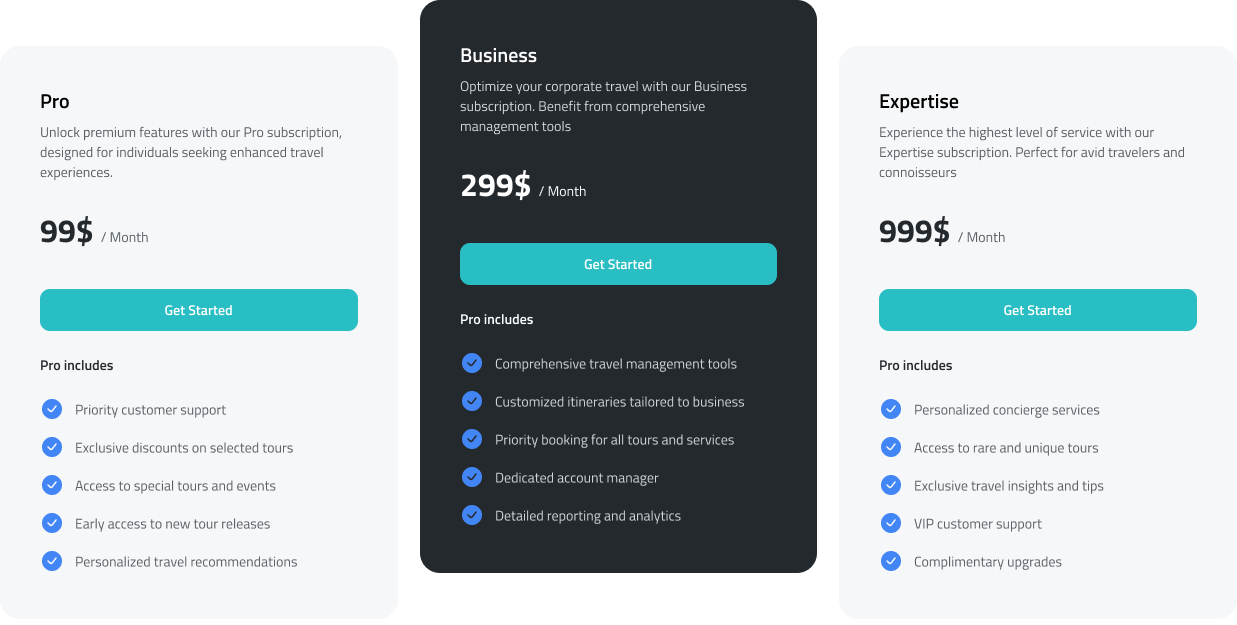 Pro
Unlock premium features with our Pro subscription,
designed for individuals seeking enhanced travel
experiences.
99$ / Month
Get Started
Pro includes
Priority customer support
Exclusive discounts on selected tours
Access to special tours and events
Early access to new tour releases
Personalized travel recommendations
Business
Optimize your corporate travel with our Business
subscription. Benefit from comprehensive
management tools
299$ / Month
Get Started
Pro includes
Comprehensive travel management tools
Customized itineraries tailored to business
Priority booking for all tours and services
Dedicated account manager
Detailed reporting and analytics
Expertise
Experience the highest level of service with our
Expertise subscription. Perfect for avid travelers and
connoisseurs
999$ / Month
Get Started
Pro includes
Personalized concierge services
Access to rare and unique tours
Exclusive travel insights and tips
VIP customer support
Complimentary upgrades